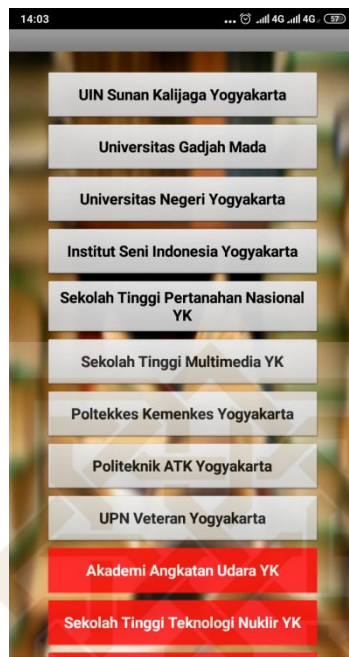 14:03
... 4G 4G 57
UIN Sunan Kalijaga Yogyakarta
Universitas Gadjah Mada
Universitas Negeri Yogyakarta
Institut Seni Indonesia Yogyakarta
Sekolah Tinggi Pertanahan Nasional
YK
Sekolah Tinggi Multimedia YK
Poltekkes Kemenkes Yogyakarta
Politeknik ATK Yogyakarta
UPN Veteran Yogyakarta
Akademi Angkatan Udara YK
Sekolah Tinggi Teknologi Nuklir YK